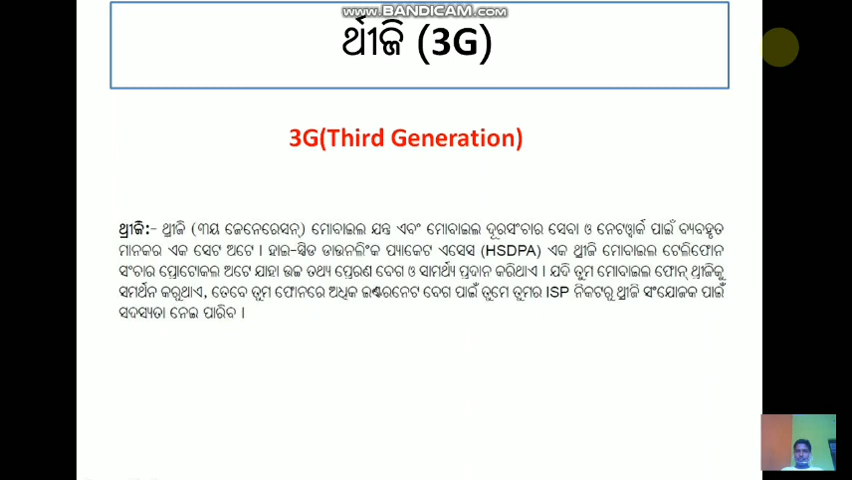 www.BANDICAM.com
ର୍ଥୀଜି (3G)
3G(Third Generation)
ଥ୍ରୀଜି:- ଥ୍ରୀଜି (୩ୟ ଜେନେରେସନ୍) ମୋବାଇଲ ଯନ୍ତ୍ର ଏବଂ ମୋବାଇଲ ଦୂରସଂଚାର ସେବା ଓ ନେଟୱାର୍କ ପାଇଁ ବ୍ୟବହୃତ
ମାନକର ଏକ ସେଟ ଅଟେ । ହାଇ-ସ୍ପିଡ ଡାଉନଲିଂକ ପ୍ୟାକେଟ ଏସେସ (HSDPA) ଏକ ଥ୍ରୀଜି ମୋବାଇଲ ଟେଲିଫୋନ
ସଂଚାର ପ୍ରୋଟୋକଲ ଅଟେ ଯାହା ଉଚ୍ଚ ତଥ୍ୟ ପ୍ରେରଣ ବେଗ ଓ ସାମର୍ଥ୍ୟ ପ୍ରଦାନ କରିଥାଏ । ଯଦି ତୁମ ମୋବାଇଲ ଫୋନ୍ ଥ୍ରୀଜିକୁ
ସମର୍ଥନ କରୁଥାଏ, ତେବେ ତୁମ ଫୋନରେ ଅଧିକ ଇଣ୍ଟରନେଟ ବେଗ ପାଇଁ ତୁମେ ତୁମର ISP ନିକଟରୁ ଥ୍ରୀଜି ସଂଯୋଜକ ପାଇଁ
ସଦସ୍ୟତା ନେଇ ପାରିବ ।